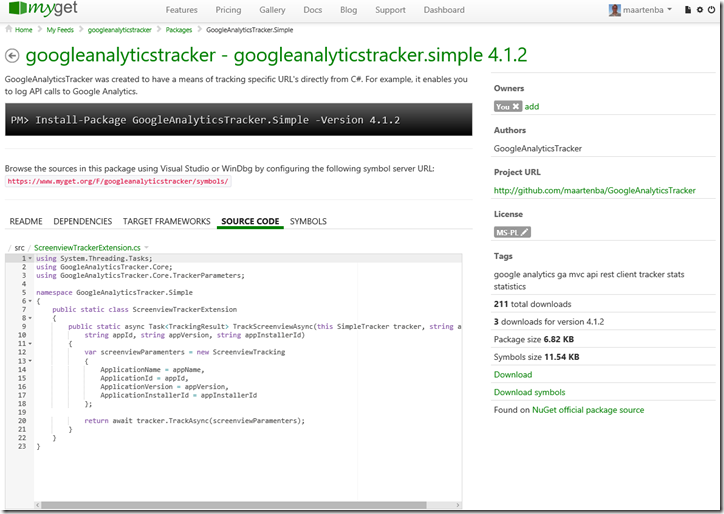 myget
Features Pricing Gallery Docs Blog Support Dashboard maartenba
Home My Feeds googleanalyticstracker Packages GoogleAnalyticsTracker.Simple
googleanalyticstracker - googleanalyticstracker.simple 4.1.2
GoogleAnalyticsTracker was created to have a means of tracking specific URL's directly from C#. For example, it enables you
to log API calls to Google Analytics.
PM> Install-Package GoogleAnalyticsTracker.Simple -Version 4.1.2
Browse the sources in this package using Visual Studio or WinDbg by configuring the following symbol server URL:
https://www.myget.org/F/googleanalyticstracker/symbols/
README DEPENDENCIES TARGET FRAMEWORKS SOURCE CODE SYMBOLS
/ src / ScreenviewTrackerExtension.cs
1 using System.Threading.Tasks;
2 using GoogleAnalyticsTracker.Core;
3 using GoogleAnalyticsTracker.Core.TrackerParameters;
4
5 namespace GoogleAnalyticsTracker.Simple
6 {
7 public static class ScreenviewTrackerExtension
8 {
9 public static async Task<TrackingResult> TrackScreenviewAsync(this SimpleTracker tracker, string a
10 string appId, string appVersion, string appInstallerId)
11 {
12 var screenviewParamenters = new ScreenviewTracking
13 {
14 ApplicationName = appName,
15 ApplicationId = appId,
16 ApplicationVersion = appVersion,
17 ApplicationInstallerId = appInstallerId
18 };
19
20 return await tracker.TrackAsync(screenviewParamenters);
21 }
22 }
23 }
Owners
You add
Authors
GoogleAnalyticsTracker
Project URL
http://github.com/maartenba/GoogleAnalyticsTracker
License
MS-PL
Tags
google analytics ga mvc api rest client tracker stats
statistics
211 total downloads
3 downloads for version 4.1.2
Package size 6.82 KB
Symbols size 11.54 KB
Download
Download symbols
Found on NuGet official package source